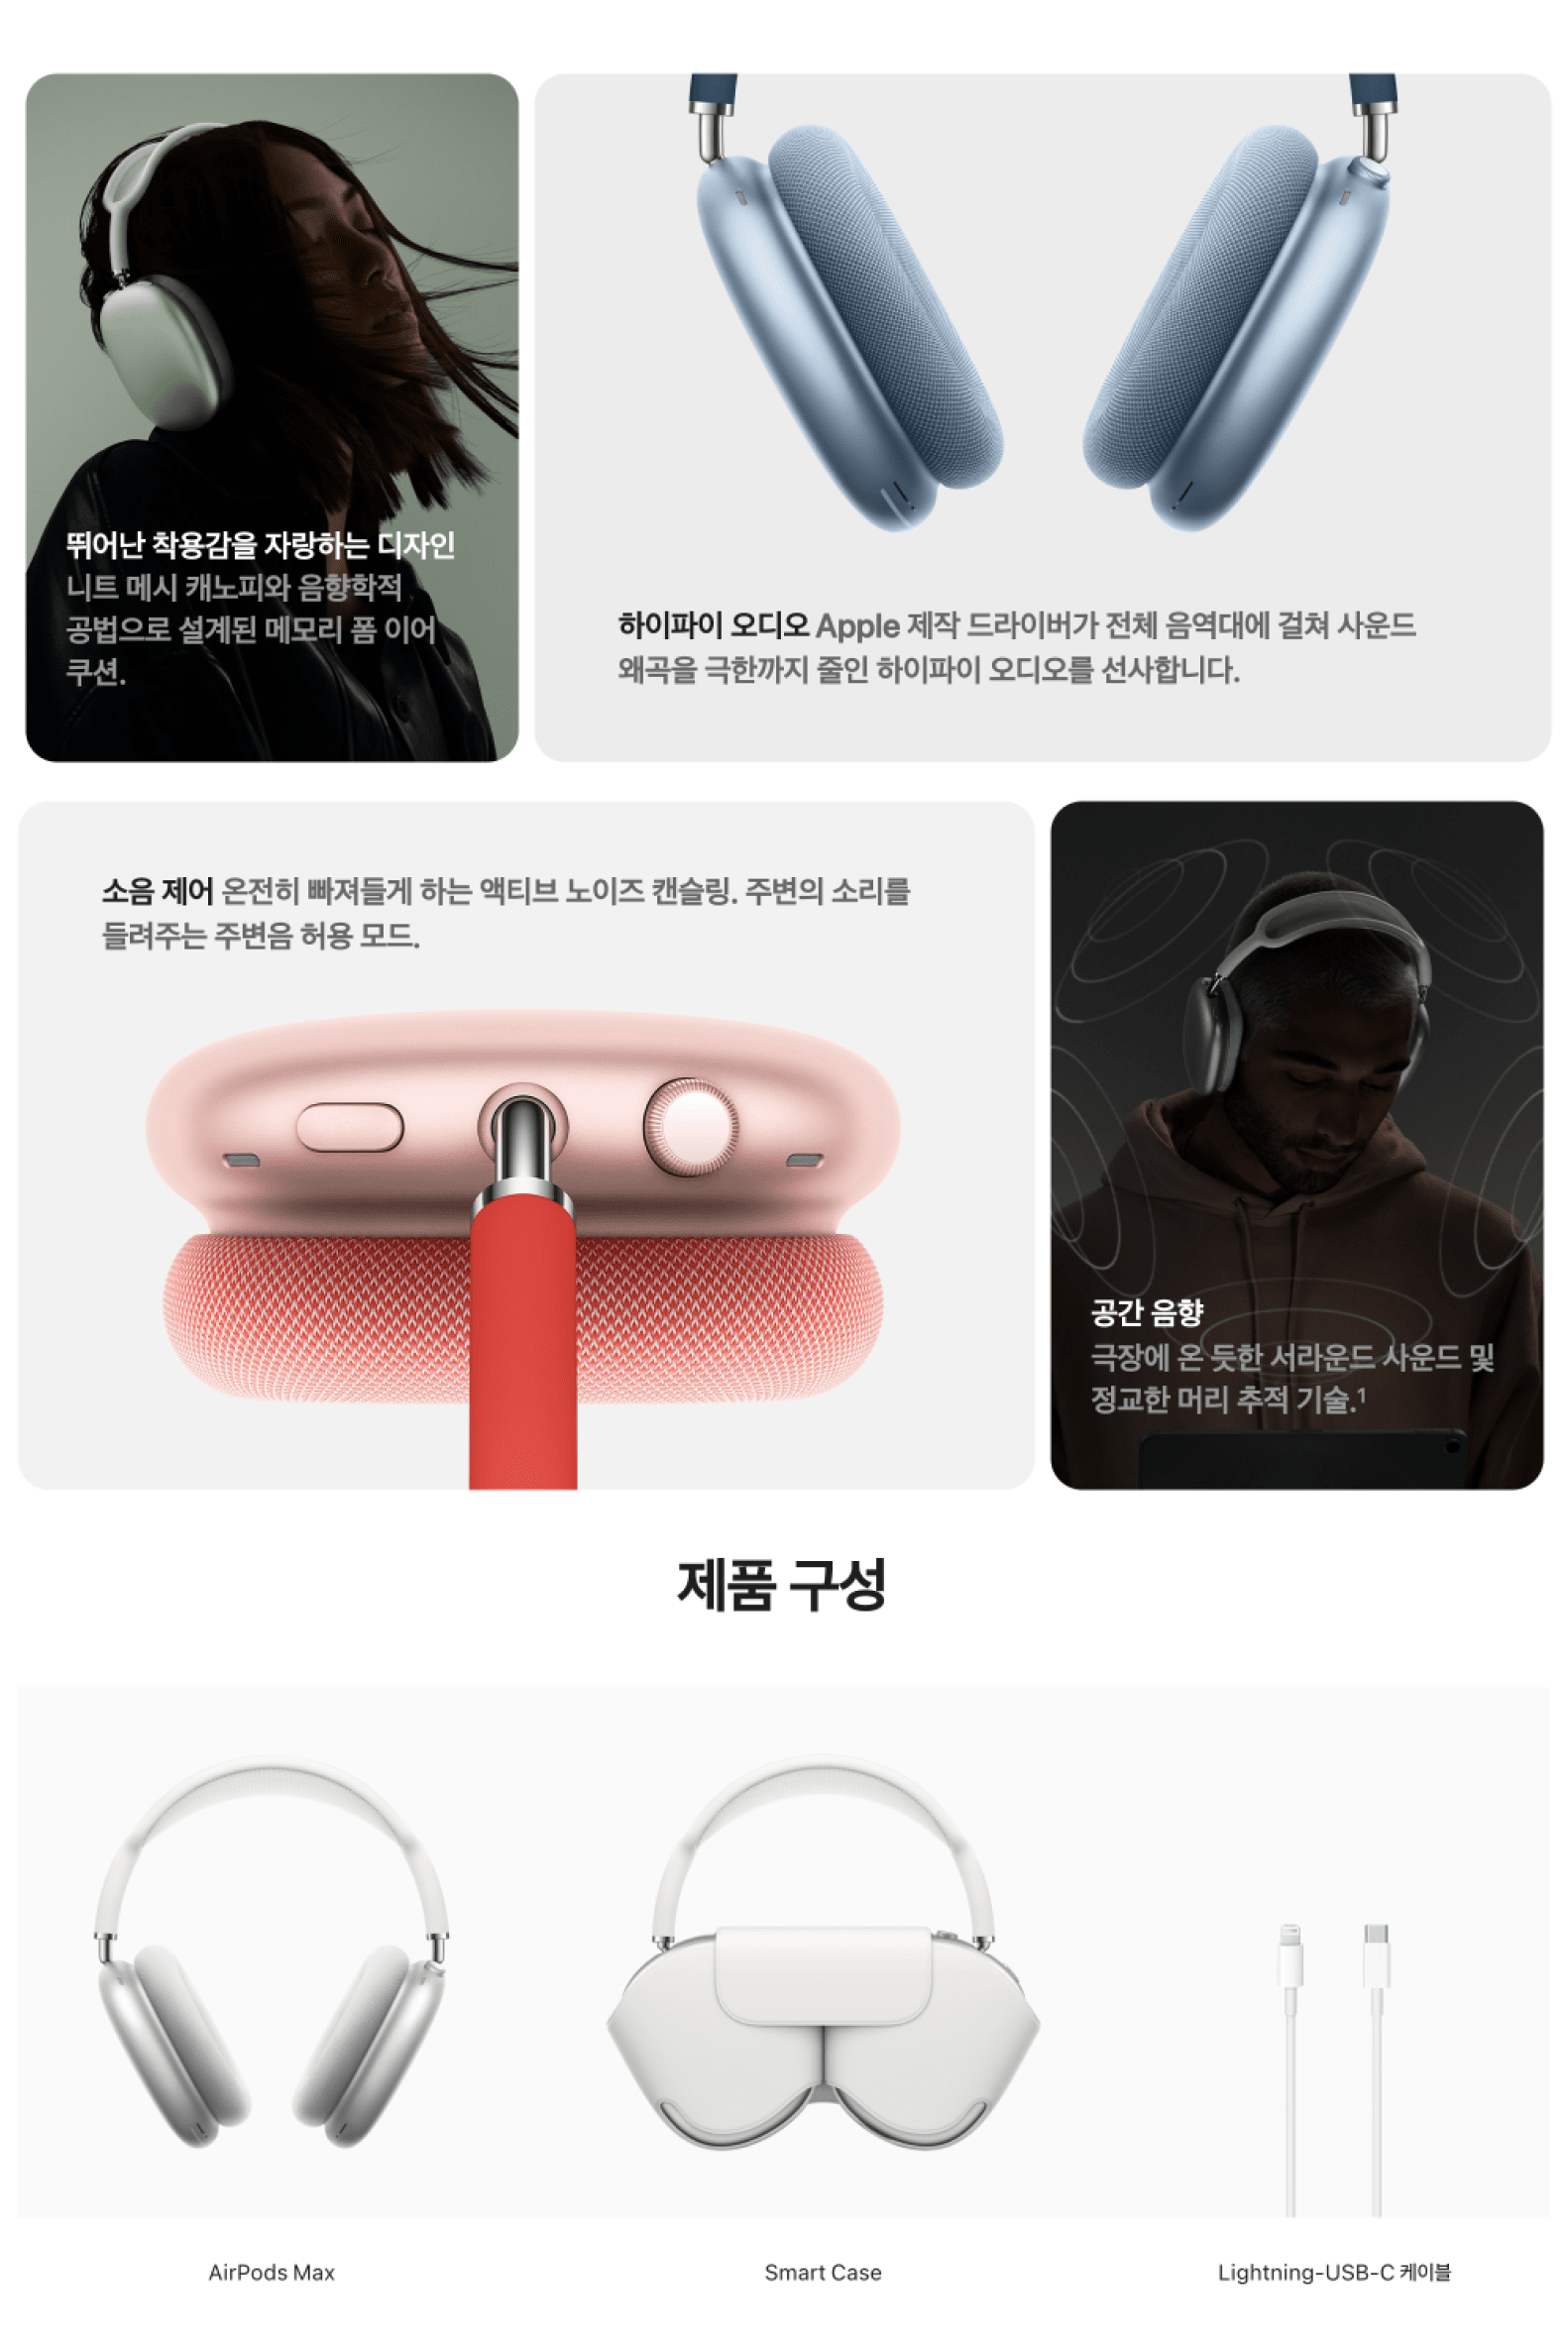 뛰어난 착용감을 자랑하는 디자인
니트 메시 캐노피와 음향학적
공법으로 설계된 메모리 폼 이어
쿠션.
하이파이 오디오 Apple 제작 드라이버가 전체 음역대에 걸쳐 사운드
왜곡을 극한까지 줄인 하이파이 오디오를 선사합니다.
소음 제어 온전히 빠져들게 하는 액티브 노이즈 캔슬링. 주변의 소리를
들려주는 주변음 허용 모드.
공간 음향
극장에 온 듯한 서라운드 사운드 및
정교한 머리 추적 기술.¹
제품 구성
AirPods Max
Smart Case
Lightning-USB-C 케이블